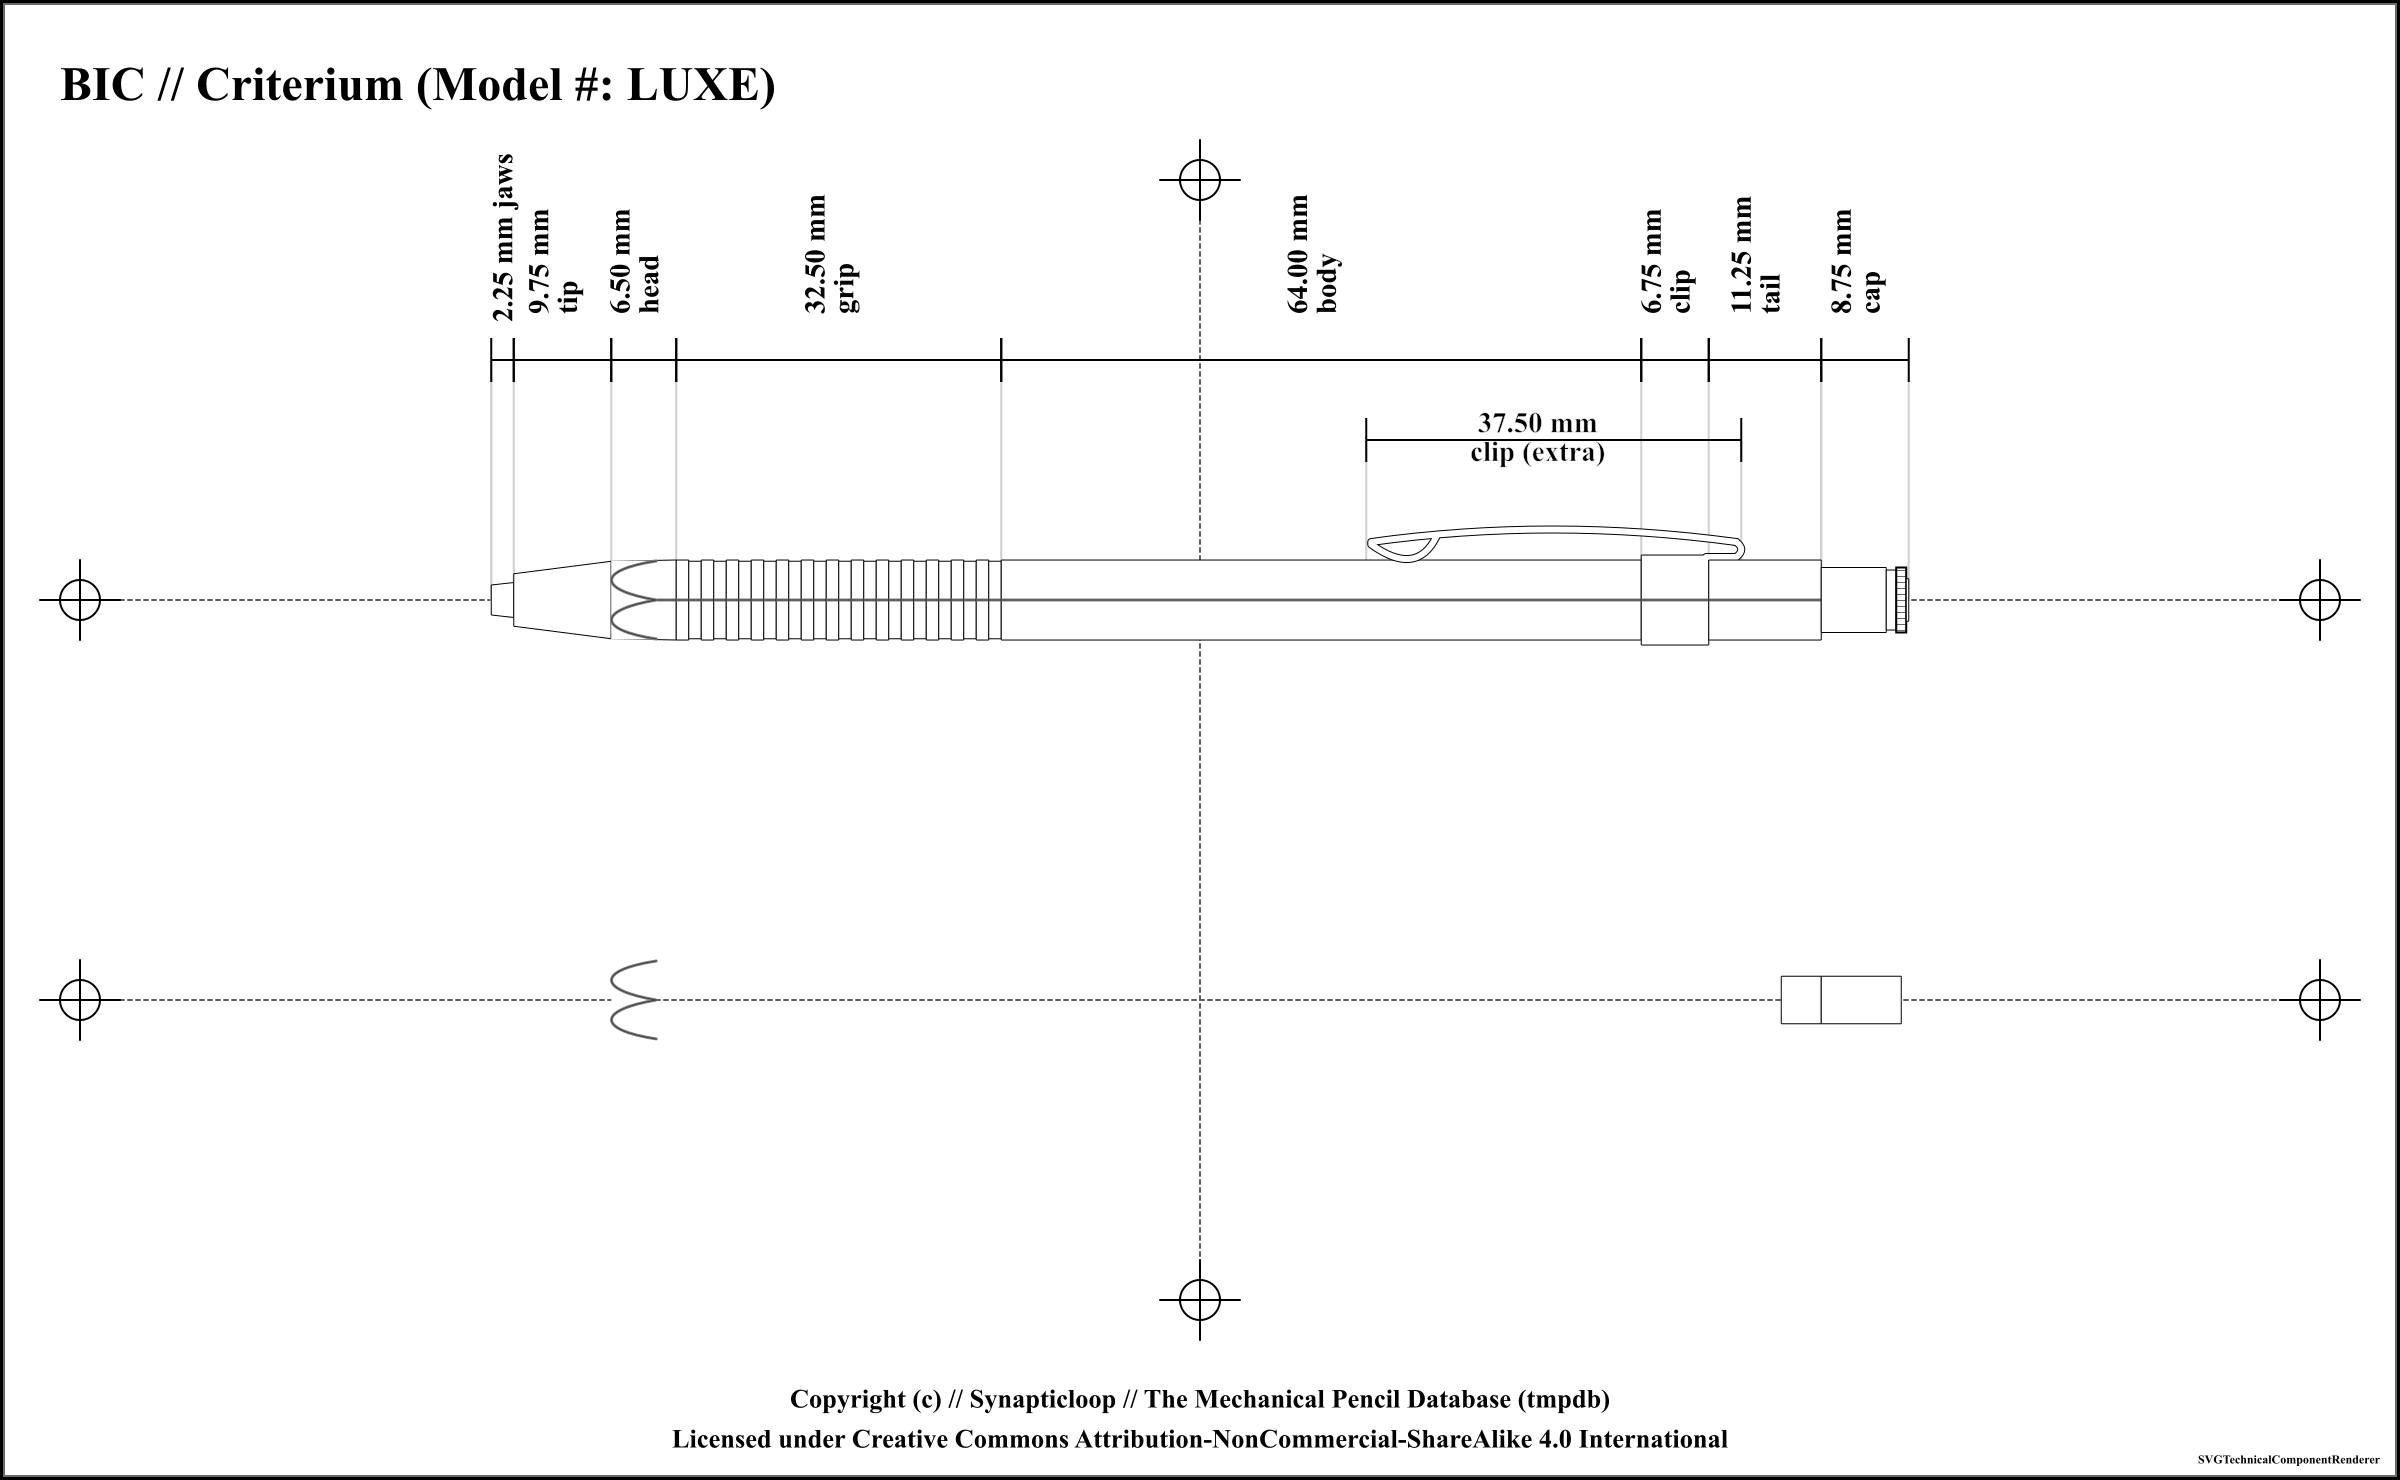 BIC // Criterium (Model #: LUXE)
2.25 mm jaws
9.75 mm
tip
6.50 mm
head
32.50 mm
grip
64.00 mm
body
6.75 mm
clip
11.25 mm
tail
8.75 mm
cap
37.50 mm
clip (extra)
Copyright (c) // Synapticloop // The Mechanical Pencil Database (tmpdb)
Licensed under Creative Commons Attribution-NonCommercial-ShareAlike 4.0 International
SVGTechnicalComponentRenderer